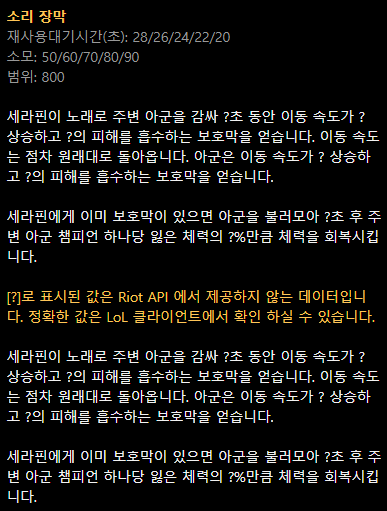 소리 장막
재사용대기시간(초): 28/26/24/22/20
소모: 50/60/70/80/90
범위: 800
세라핀이 노래로 주변 아군을 감싸 ?초 동안 이동 속도가 ?
상승하고 ?의 피해를 흡수하는 보호막을 얻습니다. 이동 속도
는 점차 원래대로 돌아옵니다. 아군은 이동 속도가 ? 상승하
고 ?의 피해를 흡수하는 보호막을 얻습니다.
세라핀에게 이미 보호막이 있으면 아군을 불러모아 ?초 후 주
변 아군 챔피언 하나당 잃은 체력의 ?%만큼 체력을 회복시킵
니다.
[?]로 표시된 값은 Riot API 에서 제공하지 않는 데이터입니
다. 정확한 값은 LoL 클라이언트에서 확인 하실 수 있습니다.
세라핀이 노래로 주변 아군을 감싸 ?초 동안 이동 속도가 ?
상승하고 ?의 피해를 흡수하는 보호막을 얻습니다. 이동 속도
는 점차 원래대로 돌아옵니다. 아군은 이동 속도가 ? 상승하
고 ?의 피해를 흡수하는 보호막을 얻습니다.
세라핀에게 이미 보호막이 있으면 아군을 불러모아 ?초 후 주
변 아군 챔피언 하나당 잃은 체력의 ?%만큼 체력을 회복시킵
니다.